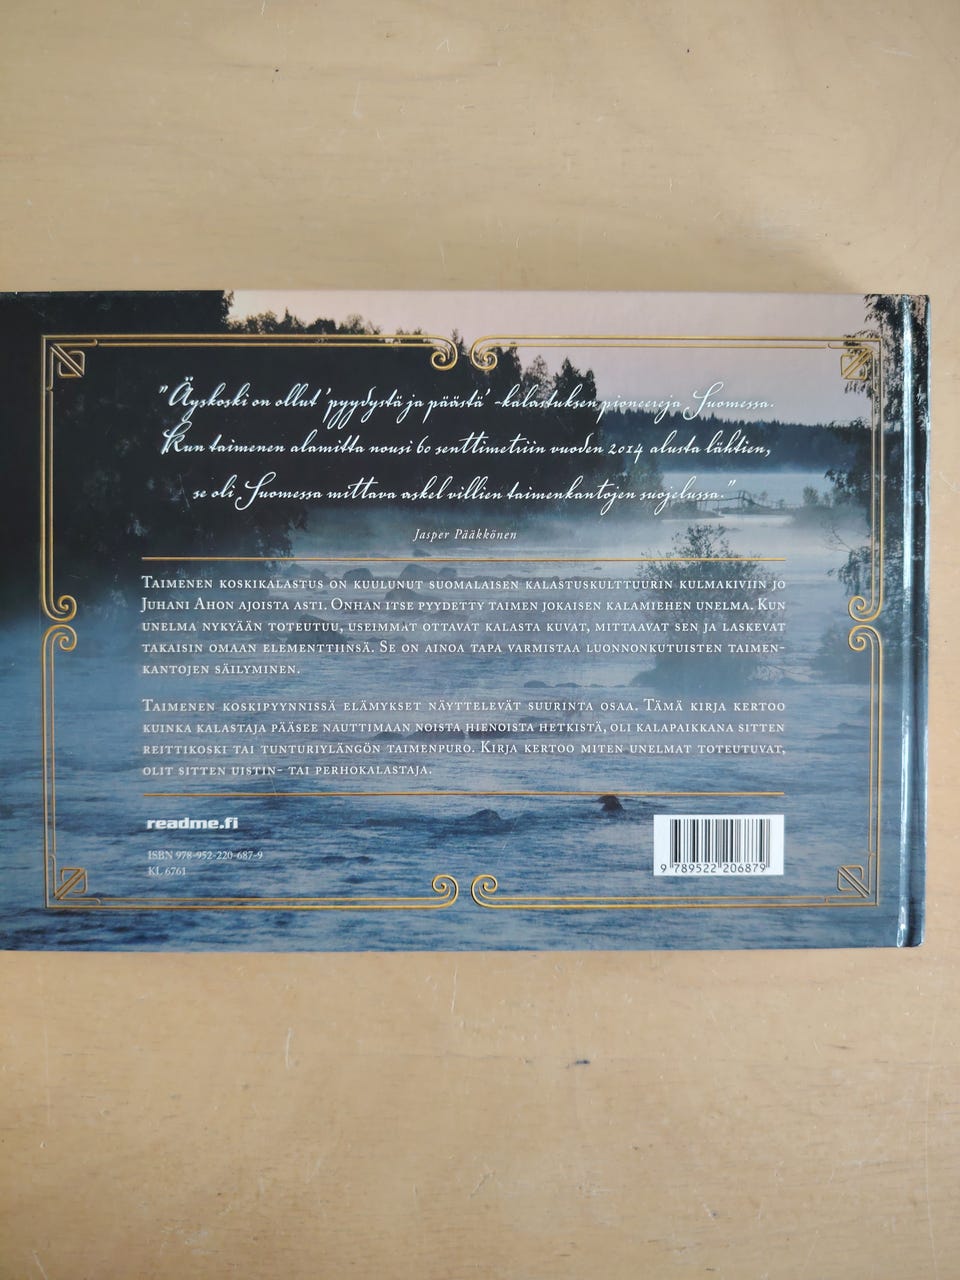 "Äyskoski on ollut 'pyydystä ja päästä' -kalastuksen pioneereja Suomessa.
Kun taimenen alamitta nousi 60 senttimetriin vuoden 2014 alusta lähtien,
se oli Suomessa mittava askel villien taimenkantojen suojelussa."
Jasper Pääkkönen
Taimenen koskikalastus on kuulunut suomalaisen kalastuskulttuurin kulmakiviin jo
Juhani Ahon ajoista asti. Onhan itse pyydetty taimen jokaisen kalamiehen unelma. Kun
unelma nykyään toteutuu, useimmat ottavat kalasta kuvat, mittaavat sen ja laskevat
takaisin omaan elementtiinsä. Se on ainoa tapa varmistaa luonnonkutuisten taimen-
kantojen säilyminen.
Taimenen koskipyynnissä elämykset näyttelevät suurinta osaa. Tämä kirja kertoo
kuinka kalastaja pääsee nauttimaan noista hienoista hetkistä, oli kalapaikkana sitten
reittikoski tai tunturiylängön taimenpuro. Kirja kertoo miten unelmat toteutuvat,
olit sitten uistin- tai perhokalastaja.
readme.fi
ISBN 978-952-220-687-9
KL 6761
9 789522 206879